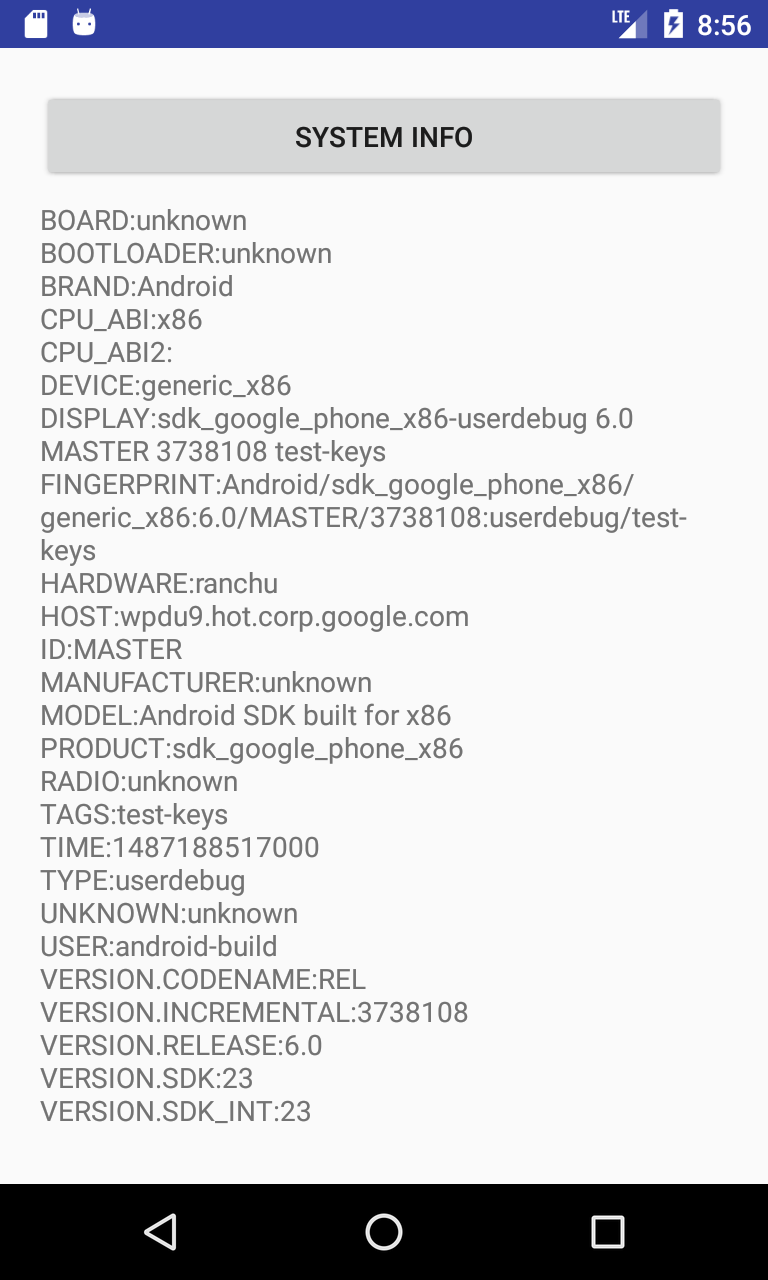 LTE 8:56
SYSTEM INFO
BOARD:unknown
BOOTLOADER:unknown
BRAND:Android
CPU_ABI:x86
CPU_ABI2:
DEVICE:generic_x86
DISPLAY:sdk_google_phone_x86-userdebug 6.0
MASTER 3738108 test-keys
FINGERPRINT:Android/sdk_google_phone_x86/
generic_x86:6.0/MASTER/3738108:userdebug/test-
keys
HARDWARE:ranchu
HOST:wpdu9.hot.corp.google.com
ID:MASTER
MANUFACTURER:unknown
MODEL:Android SDK built for x86
PRODUCT:sdk_google_phone_x86
RADIO:unknown
TAGS:test-keys
TIME:1487188517000
TYPE:userdebug
UNKNOWN:unknown
USER:android-build
VERSION.CODENAME:REL
VERSION.INCREMENTAL:3738108
VERSION.RELEASE:6.0
VERSION.SDK:23
VERSION.SDK_INT:23